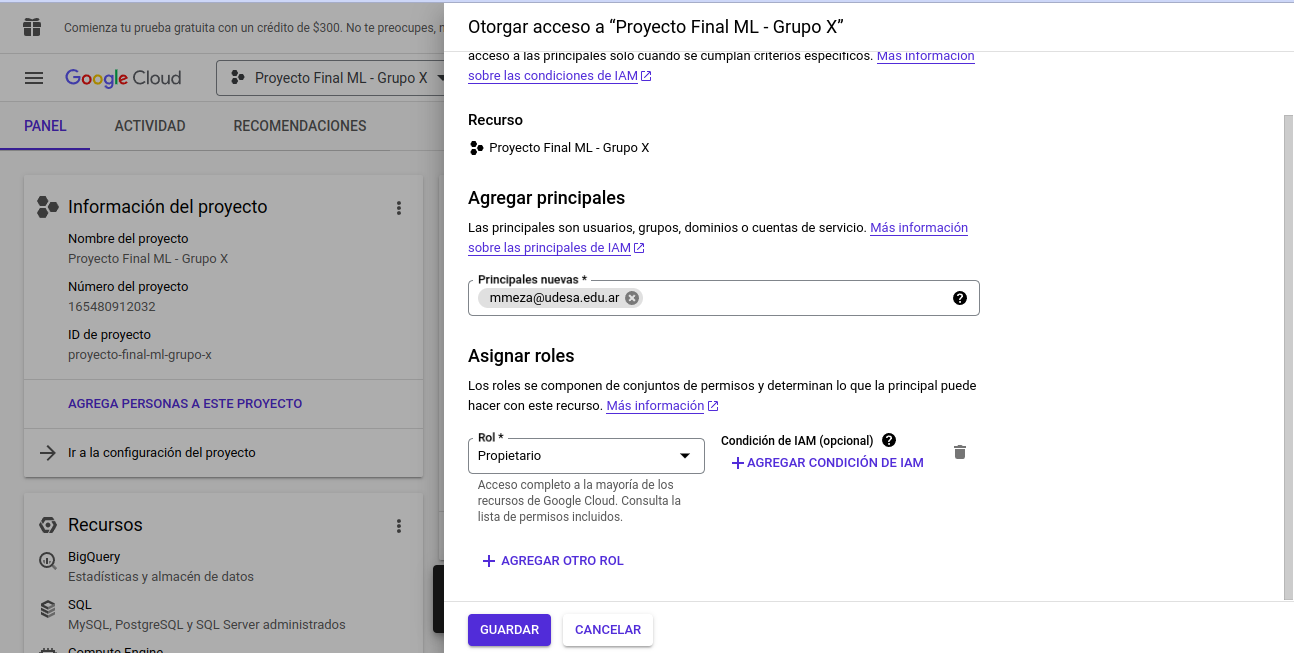 Comienza tu prueba gratuita con un crédito de $300. No te preocupes, n
Google Cloud
Proyecto Final ML - Grupo X
PANEL
ACTIVIDAD
RECOMENDACIONES
Información del proyecto
Nombre del proyecto
Proyecto Final ML - Grupo X
Número del proyecto
165480912032
ID de proyecto
proyecto-final-ml-grupo-x
AGREGA PERSONAS A ESTE PROYECTO
Ir a la configuración del proyecto
Recursos
BigQuery
Estadísticas y almacén de datos
SQL
MySQL, PostgreSQL y SQL Server administrados
Compute Engine
Otorgar acceso a “Proyecto Final ML - Grupo X”
acceso a las principales solo cuando se cumplan criterios específicos. Más información
sobre las condiciones de IAM
Recurso
Proyecto Final ML - Grupo X
Agregar principales
Las principales son usuarios, grupos, dominios o cuentas de servicio. Más información
sobre las principales de IAM
Principales nuevas *
mmeza@udesa.edu.ar
Asignar roles
Los roles se componen de conjuntos de permisos y determinan lo que la principal puede
hacer con este recurso. Más información
Rol *
Propietario
Acceso completo a la mayoría de los
recursos de Google Cloud. Consulta la
lista de permisos incluidos.
Condición de IAM (opcional)
AGREGAR CONDICIÓN DE IAM
AGREGAR OTRO ROL
GUARDAR
CANCELAR